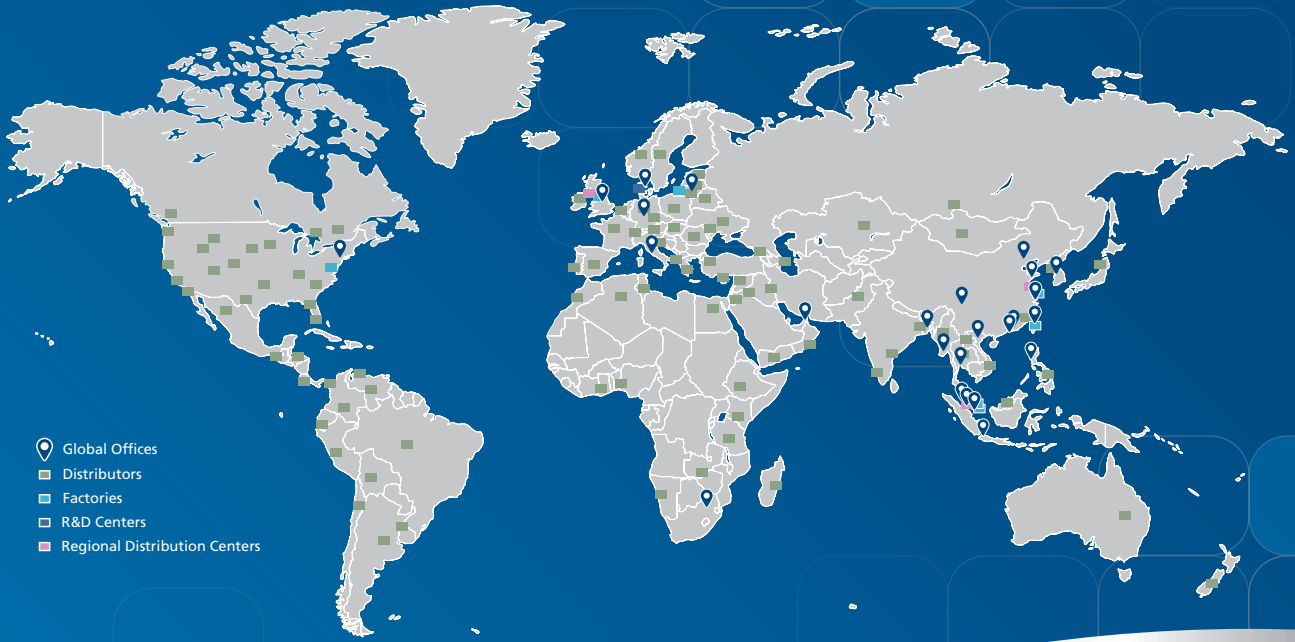 Global Offices
Distributors
Factories
R&D Centers
Regional Distribution Centers